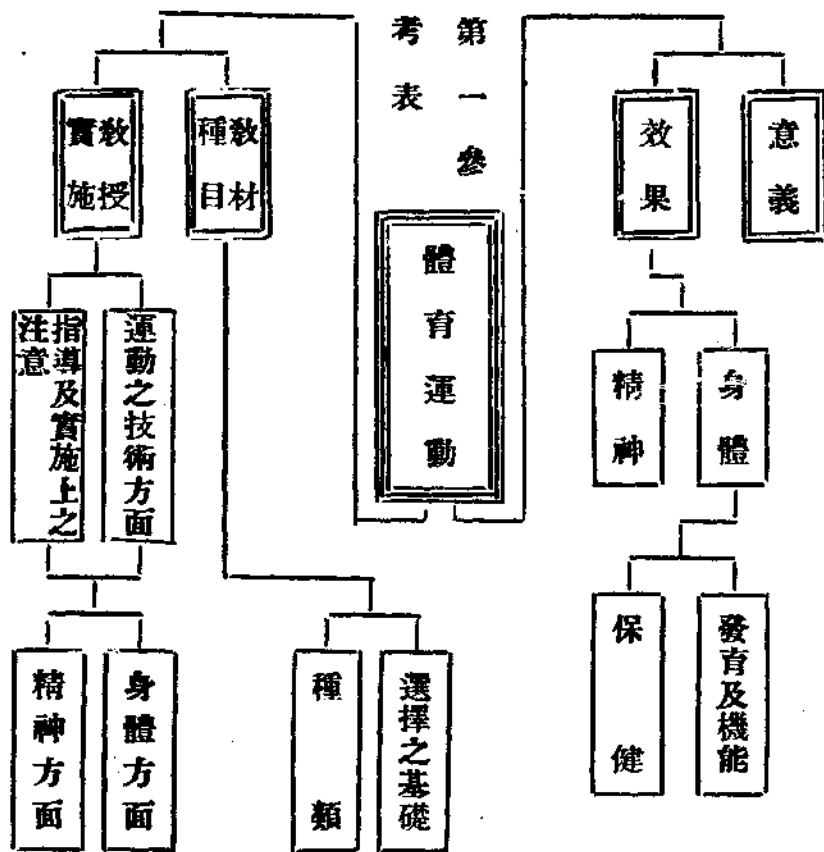 第一參
考表
體育運動
意義
效果
身體
精神
發育及機能
保健
教材
種目
選擇之基礎
種類
教授
實施
運動之技術方面
指導及實施上之
注意
身體方面
精神方面